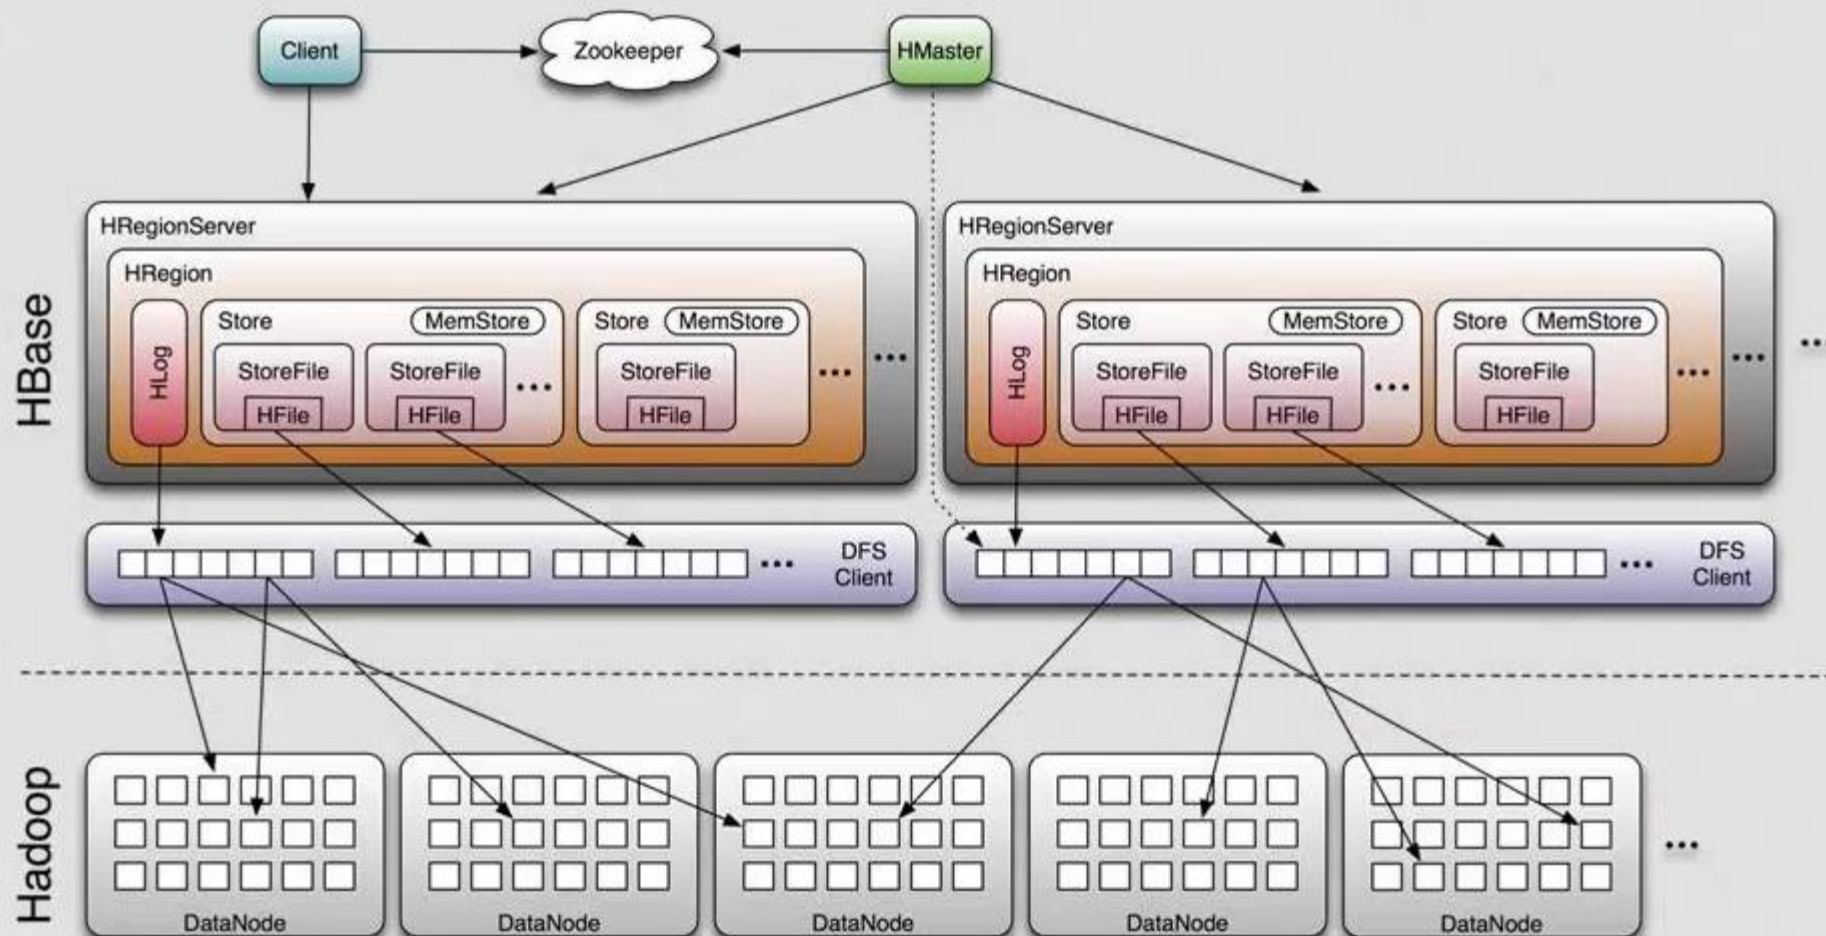 Client
Zookeeper
HMaster
HBase
HRegionServer
HRegion
HLog
Store
MemStore
StoreFile
HFile
StoreFile
HFile
...
Store
MemStore
StoreFile
HFile
...
...
HRegionServer
HRegion
HLog
Store
MemStore
StoreFile
HFile
StoreFile
HFile
...
Store
MemStore
StoreFile
HFile
...
...
...
...
DFS
Client
...
DFS
Client
Hadoop
DataNode
DataNode
DataNode
DataNode
DataNode
...